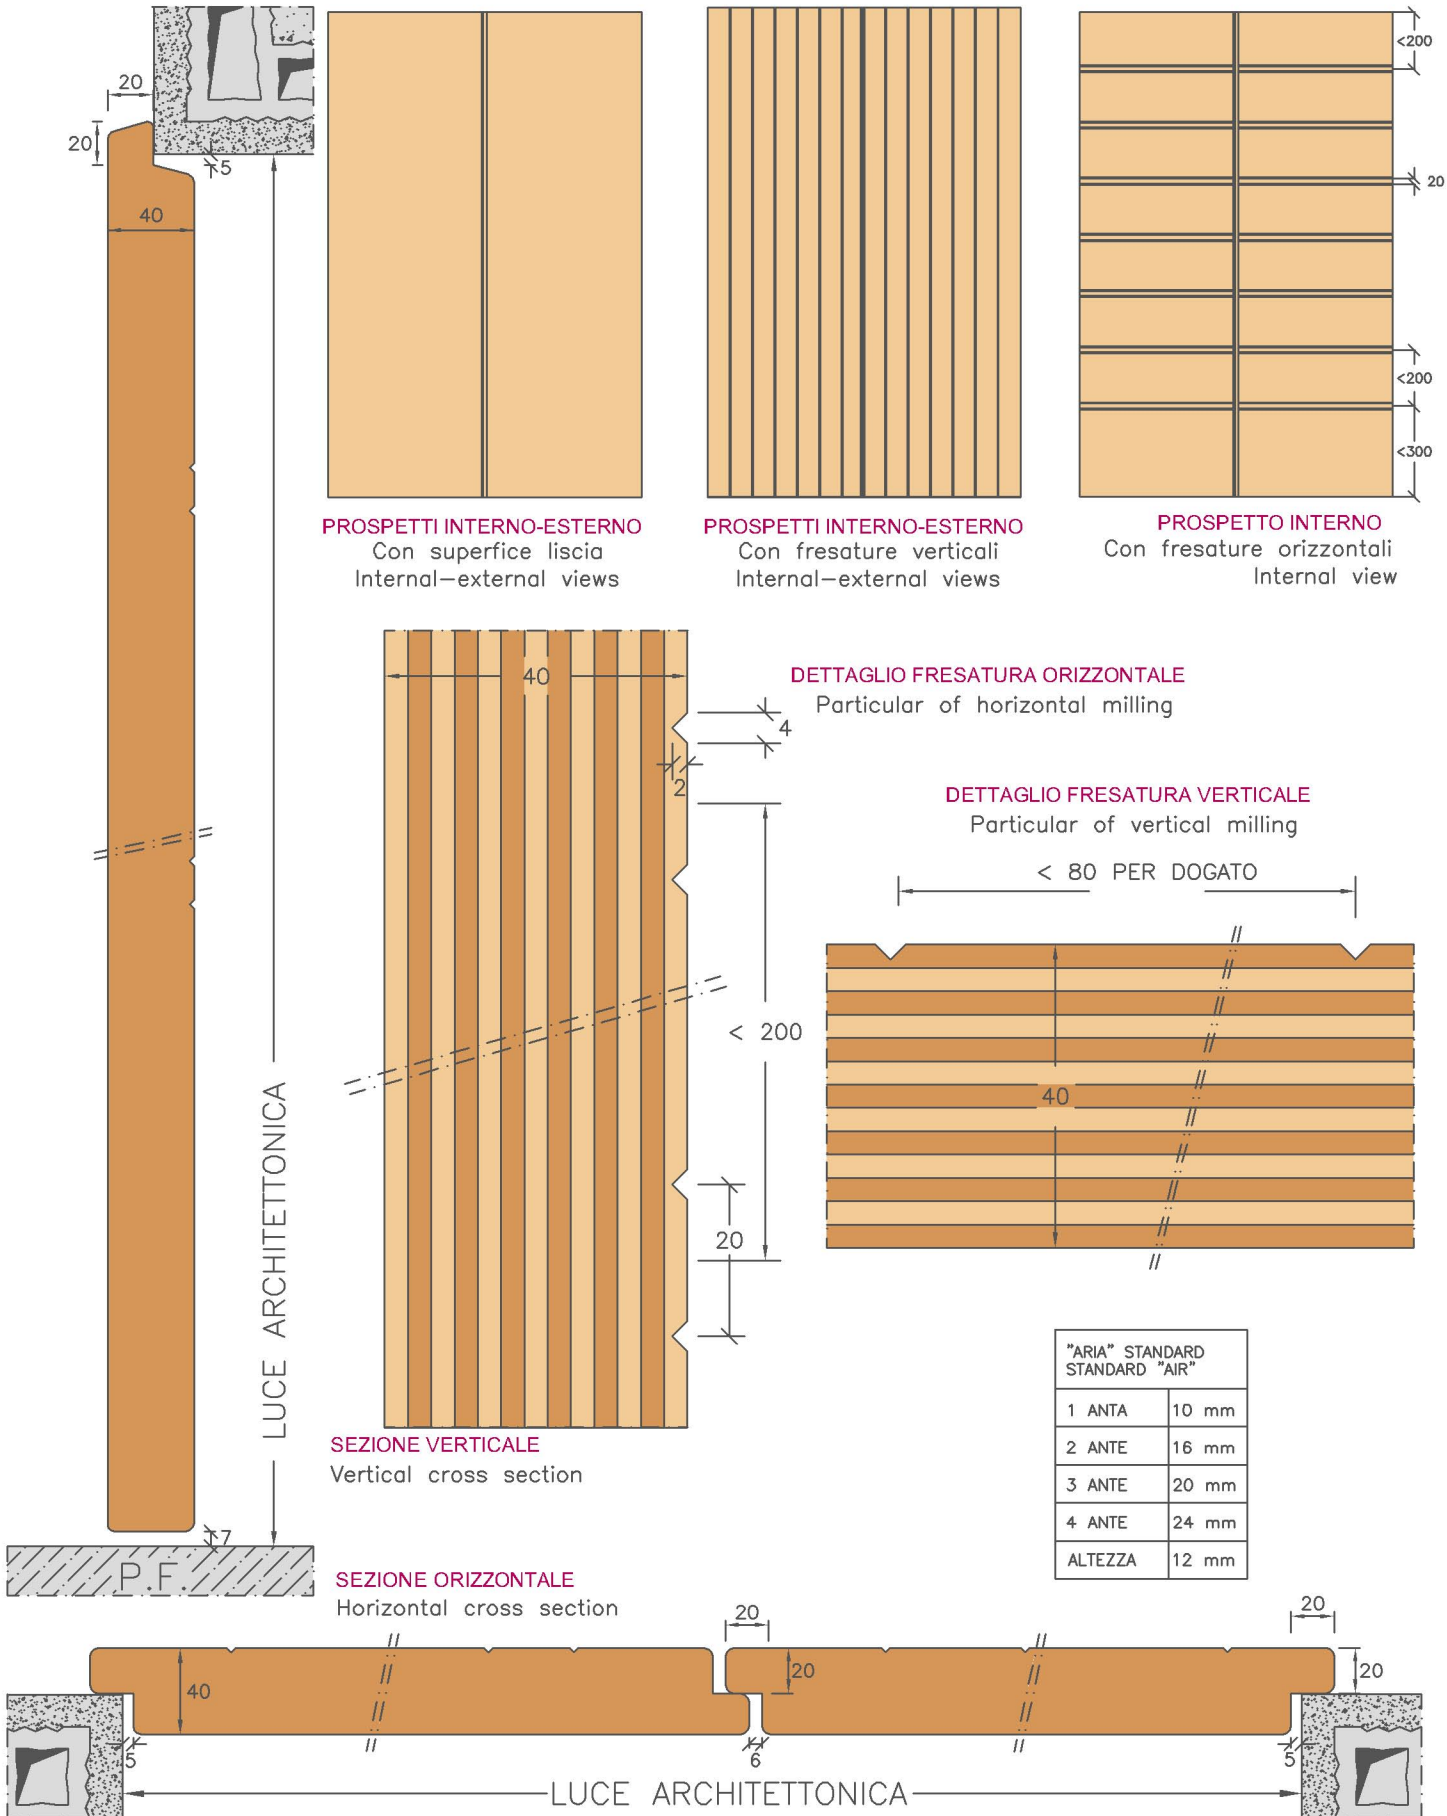 20
20
5
40
<200
20
<200
<300
PROSPETTI INTERNO-ESTERNO
Con superfice liscia
Internal-external views
PROSPETTI INTERNO-ESTERNO
Con fresature verticali
Internal-external views
PROSPETTO INTERNO
Con fresature orizzontali
Internal view
40
DETTAGLIO FRESATURA ORIZZONTALE
Particular of horizontal milling
4
2
< 200
20
DETTAGLIO FRESATURA VERTICALE
Particular of vertical milling
< 80 PER DOGATO
40
LUCE ARCHITETTONICA
SEZIONE VERTICALE
Vertical cross section
7
P.F.
"ARIA" STANDARD
STANDARD "AIR"
1 ANTA 10 mm
2 ANTE 16 mm
3 ANTE 20 mm
4 ANTE 24 mm
ALTEZZA 12 mm
SEZIONE ORIZZONTALE
Horizontal cross section
20
20
40
20
20
5
6
5
LUCE ARCHITETTONICA